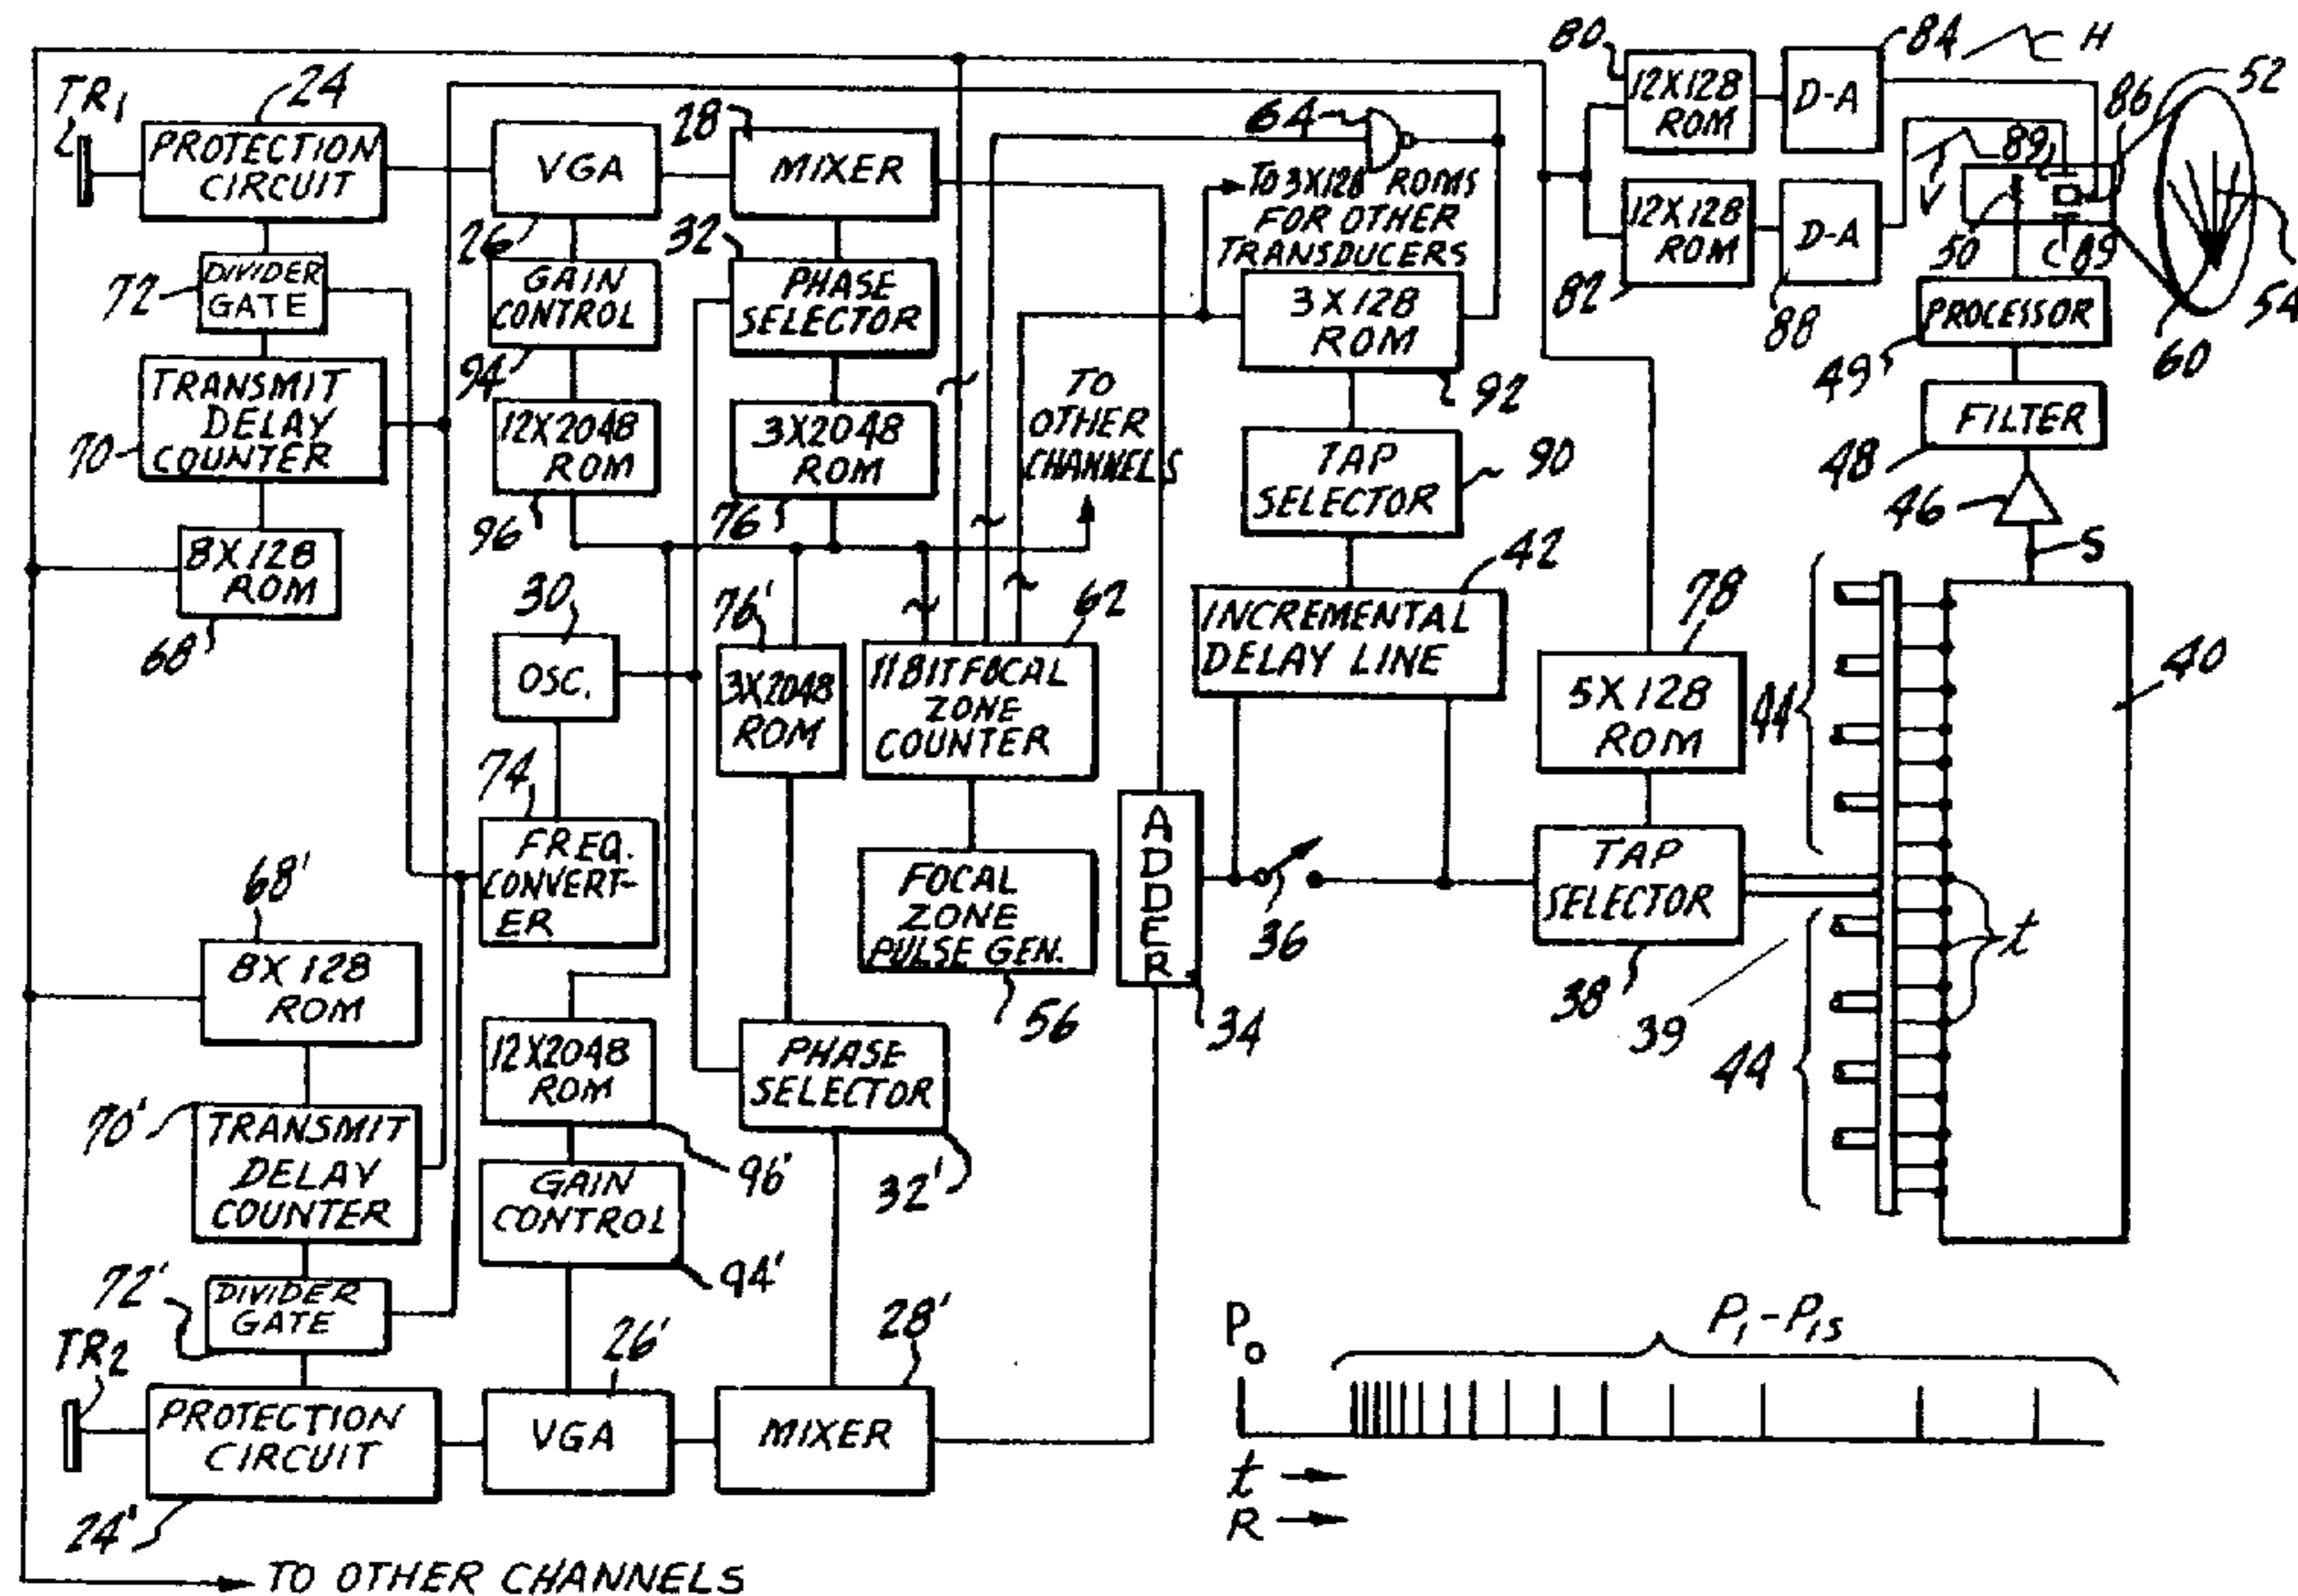 TR1
24
PROTECTION
CIRCUIT
72
DIVIDER
GATE
70
TRANSMIT
DELAY
COUNTER
8X128
ROM
68
26'
VGA
GAIN
CONTROL
94'
12X2048
ROM
96
28
MIXER
32
PHASE
SELECTOR
3X2048
ROM
76
TO
OTHER
CHANNELS
64
TO 3X128 ROMS
FOR OTHER
TRANSDUCERS
3X128
ROM
92
TAP
SELECTOR
90
42
INCREMENTAL
DELAY LINE
80
12X128
ROM
D-A
84
H
12X128
ROM
82
D-A
88
V
89
86
52
50
C 89
54
60
PROCESSOR
49
FILTER
48
46
S
78
5X128
ROM
44
40
TAP
SELECTOR
38
39
t
44
30
OSC.
74
FREQ.
CONVERT-
ER
76'
3X2048
ROM
62
11 BIT FOCAL
ZONE
COUNTER
FOCAL
ZONE
PULSE GEN.
56
ADDER
34
36
68'
8X128
ROM
70'
TRANSMIT
DELAY
COUNTER
72'
DIVIDER
GATE
TR2
PROTECTION
CIRCUIT
24'
12X2048
ROM
96'
GAIN
CONTROL
94'
26'
VGA
PHASE
SELECTOR
32'
28'
MIXER
P0
P1-P15
t
R
TO OTHER CHANNELS